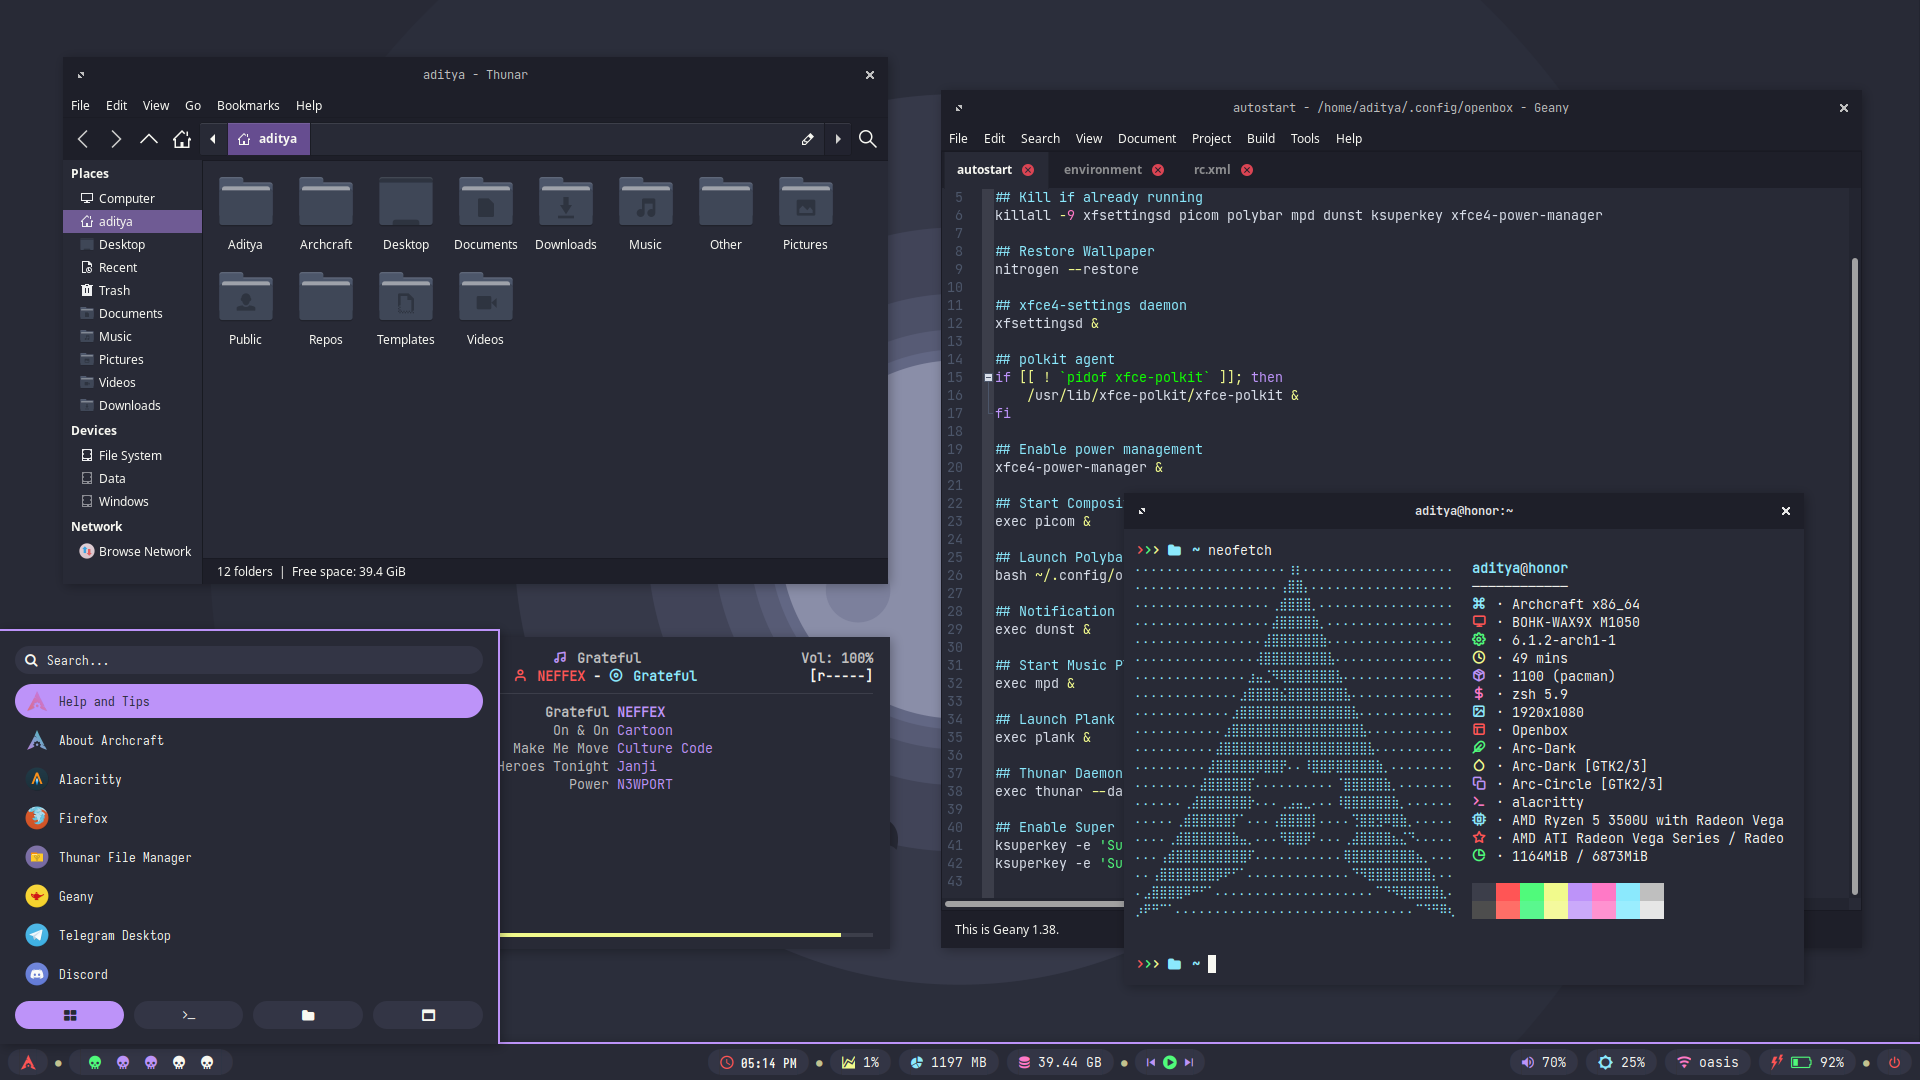 aditya - Thunar
File Edit View Go Bookmarks Help
aditya
Places
Computer
aditya
Desktop
Recent
Trash
Documents
Music
Pictures
Videos
Downloads
Devices
File System
Data
Windows
Network
Browse Network
Aditya Archcraft Desktop Documents Downloads Music Other Pictures
Public Repos Templates Videos
12 folders | Free space: 39.4 GiB
autostart - /home/aditya/.config/openbox - Geany
File Edit Search View Document Project Build Tools Help
autostart environment rc.xml
5 ## Kill if already running
6 killall -9 xfsettingsd picom polybar mpd dunst ksuperkey xfce4-power-manager
7
8 ## Restore Wallpaper
9 nitrogen --restore
10
11 ## xfce4-settings daemon
12 xfsettingsd &
13
14 ## polkit agent
15 if [[ ! `pidof xfce-polkit` ]]; then
16 /usr/lib/xfce-polkit/xfce-polkit &
17 fi
18
19 ## Enable power management
20 xfce4-power-manager &
21
22 ## Start Composi
23 exec picom &
24
25 ## Launch Polyba
26 bash ~/.config/o
27
28 ## Notification
29 exec dunst &
30
31 ## Start Music P
32 exec mpd &
33
34 ## Launch Plank
35 exec plank &
36
37 ## Thunar Daemon
38 exec thunar --da
39
40 ## Enable Super
41 ksuperkey -e 'Su
42 ksuperkey -e 'Su
43
This is Geany 1.38.
aditya@honor:~
>>> ~ neofetch
aditya@honor
------------
· Archcraft x86_64
· BOHK-WAX9X M1050
· 6.1.2-arch1-1
· 49 mins
· 1100 (pacman)
· zsh 5.9
· 1920x1080
· Openbox
· Arc-Dark
· Arc-Dark [GTK2/3]
· Arc-Circle [GTK2/3]
· alacritty
· AMD Ryzen 5 3500U with Radeon Vega
· AMD ATI Radeon Vega Series / Radeo
· 1164MiB / 6873MiB
>>> ~
Grateful Vol: 100%
NEFFEX - Grateful [r-----]
Grateful NEFFEX
On & On Cartoon
Make Me Move Culture Code
Heroes Tonight Janji
Power N3WPORT
Search...
Help and Tips
About Archcraft
Alacritty
Firefox
Thunar File Manager
Geany
Telegram Desktop
Discord
05:14 PM 1% 1197 MB 39.44 GB 70% 25% oasis 92%